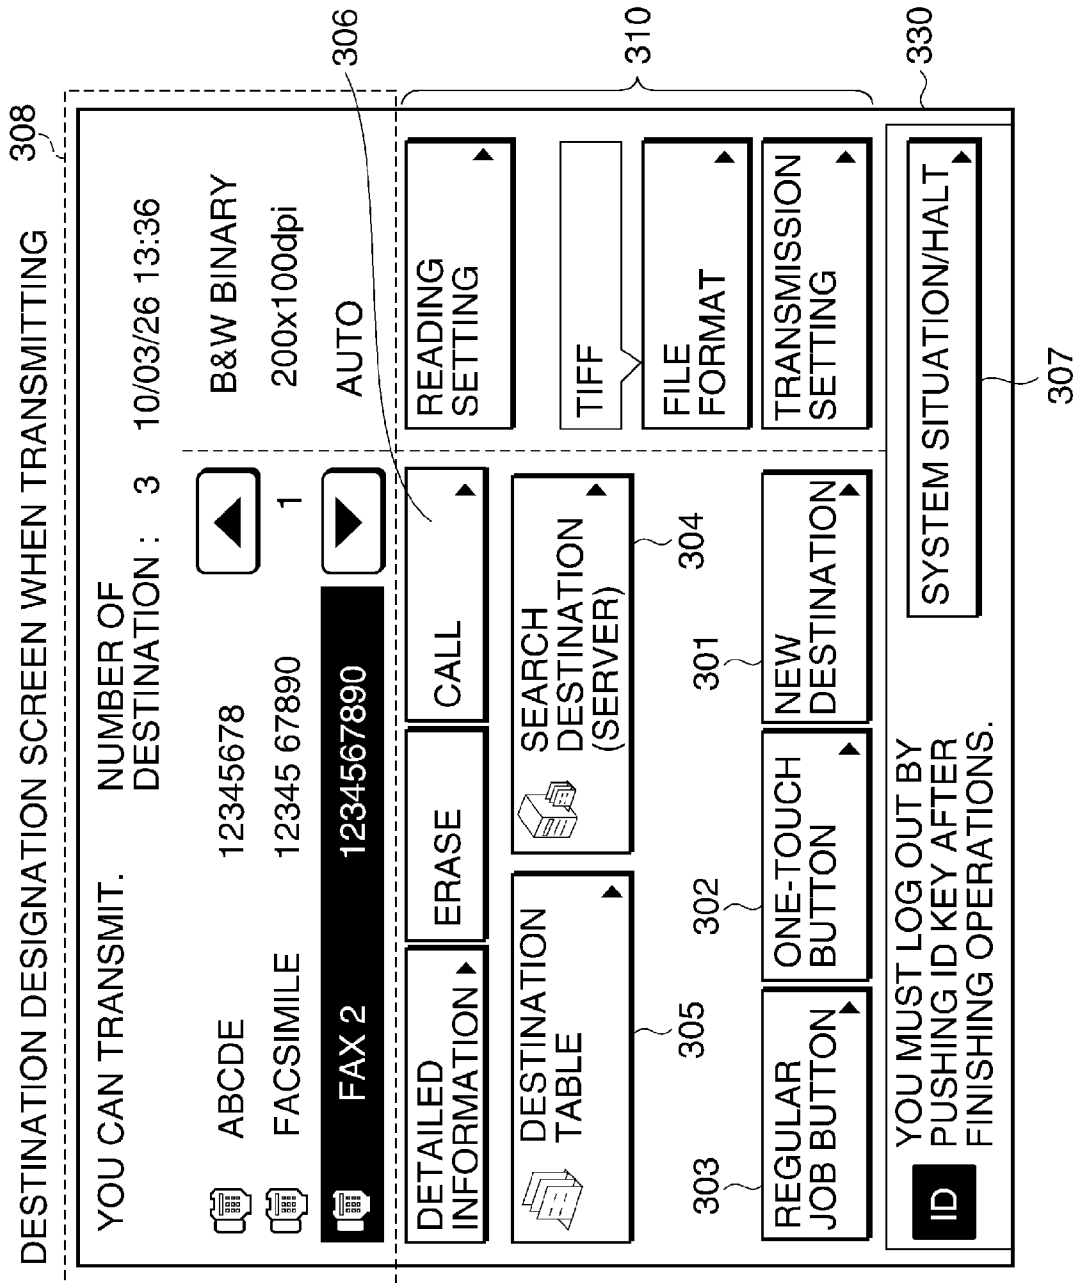 DESTINATION DESIGNATION SCREEN WHEN TRANSMITTING
308
YOU CAN TRANSMIT.
NUMBER OF
DESTINATION : 3
10/03/26 13:36
ABCDE 12345678
B&W BINARY
FACSIMILE 12345 67890
1
200x100dpi
FAX 2 1234567890
AUTO
306
DETAILED
INFORMATION
ERASE
CALL
READING
SETTING
DESTINATION
TABLE
SEARCH
DESTINATION
(SERVER)
TIFF
FILE
FORMAT
310
305
304
303
302
301
REGULAR
JOB BUTTON
ONE-TOUCH
BUTTON
NEW
DESTINATION
TRANSMISSION
SETTING
ID
YOU MUST LOG OUT BY
PUSHING ID KEY AFTER
FINISHING OPERATIONS.
SYSTEM SITUATION/HALT
330
307